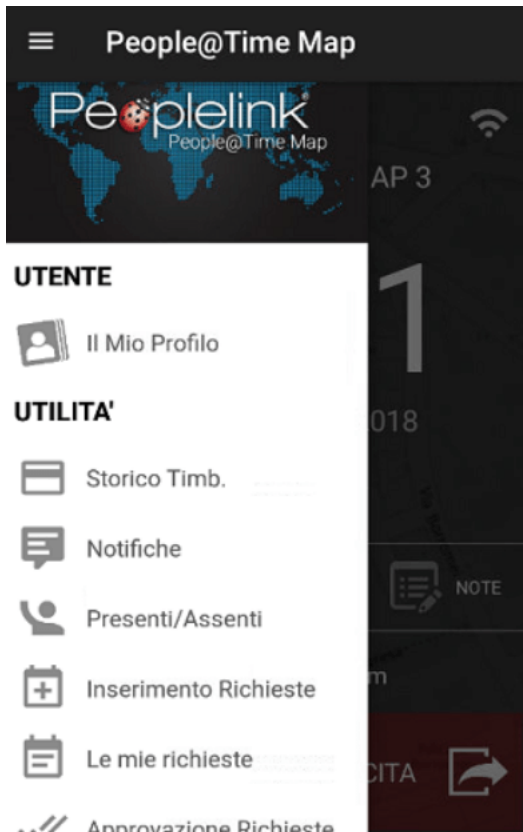 People@Time Map
Peoplelink
People@Time Map
AP 3
UTENTE
1
Il Mio Profilo
UTILITA'
018
Storico Timb.
Notifiche
NOTE
Presenti/Assenti
m
Inserimento Richieste
Le mie richieste
CITA
Approvazione Richieste